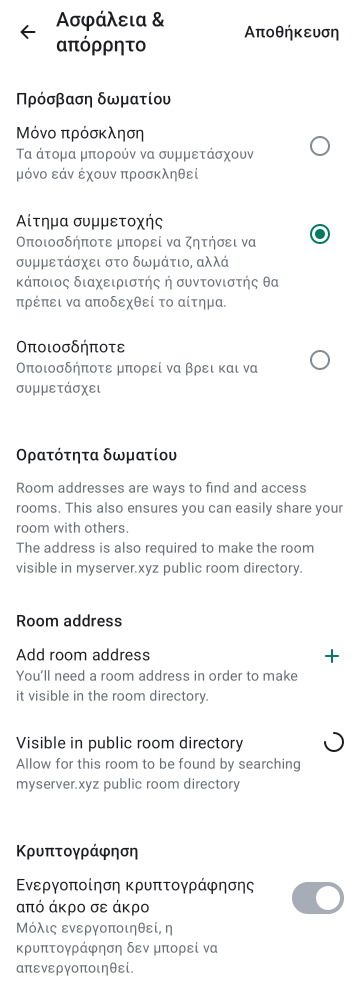 Ασφάλεια &
απόρρητο
Αποθήκευση
Πρόσβαση δωματίου
Μόνο πρόσκληση
Τα άτομα μπορούν να συμμετάσχουν
μόνο εάν έχουν προσκληθεί
Αίτημα συμμετοχής
Οποιοσδήποτε μπορεί να ζητήσει να
συμμετάσχει στο δωμάτιο, αλλά
κάποιος διαχειριστής ή συντονιστής θα
πρέπει να αποδεχθεί το αίτημα.
Οποιοσδήποτε
Οποιοσδήποτε μπορεί να βρει και να
συμμετάσχει
Ορατότητα δωματίου
Room addresses are ways to find and access
rooms. This also ensures you can easily share your
room with others.
The address is also required to make the room
visible in myserver.xyz public room directory.
Room address
Add room address
You’ll need a room address in order to make
it visible in the room directory.
Visible in public room directory
Allow for this room to be found by searching
myserver.xyz public room directory
Κρυπτογράφηση
Ενεργοποίηση κρυπτογράφησης
από άκρο σε άκρο
Μόλις ενεργοποιηθεί, η
κρυπτογράφηση δεν μπορεί να
απενεργοποιηθεί.